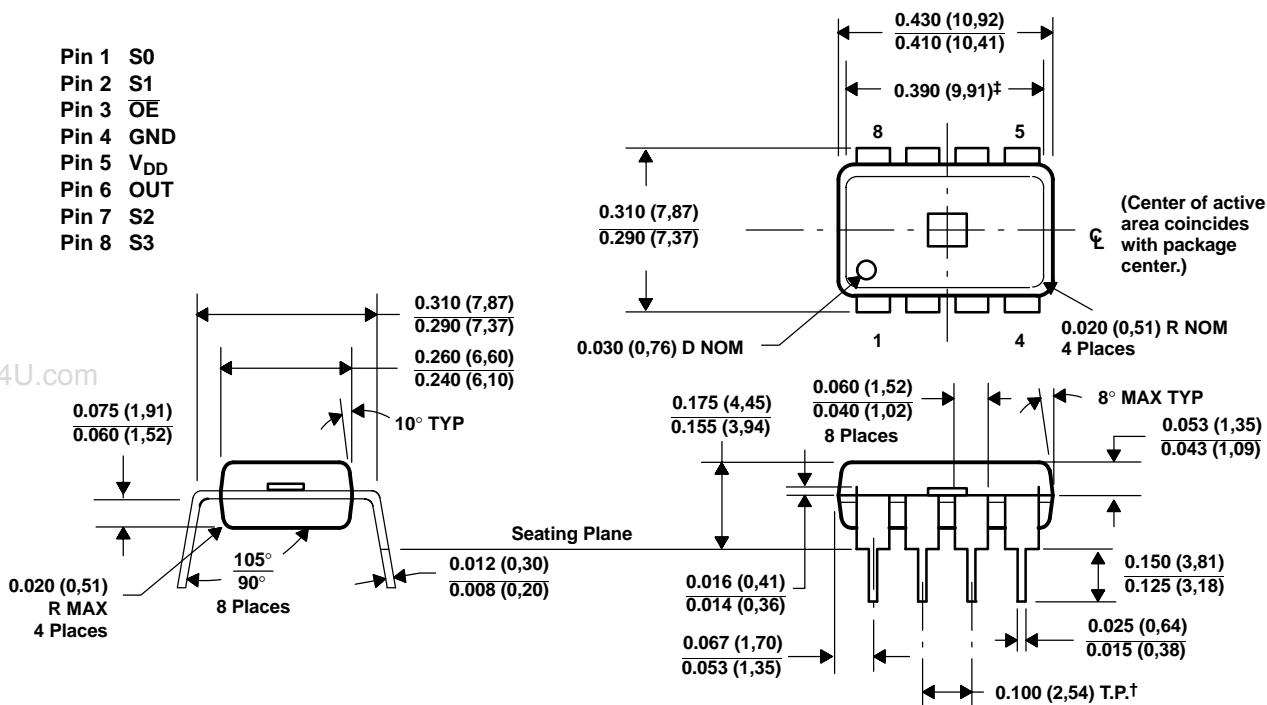 Pin 1 S0
Pin 2 S1
Pin 3 O̅E̅
Pin 4 GND
Pin 5 VDD
Pin 6 OUT
Pin 7 S2
Pin 8 S3
0.430 (10,92)
0.410 (10,41)
0.390 (9,91)‡
8
5
0.310 (7,87)
0.290 (7,37)
(Center of active
area coincides
with package
center.)
℄
0.030 (0,76) D NOM
1
4
0.020 (0,51) R NOM
4 Places
0.310 (7,87)
0.290 (7,37)
0.260 (6,60)
0.240 (6,10)
4U.com
0.075 (1,91)
0.060 (1,52)
10° TYP
105°
90°
8 Places
0.020 (0,51)
R MAX
4 Places
0.012 (0,30)
0.008 (0,20)
Seating Plane
0.175 (4,45)
0.155 (3,94)
0.060 (1,52)
0.040 (1,02)
8 Places
8° MAX TYP
0.053 (1,35)
0.043 (1,09)
0.016 (0,41)
0.014 (0,36)
0.150 (3,81)
0.125 (3,18)
0.067 (1,70)
0.053 (1,35)
0.025 (0,64)
0.015 (0,38)
0.100 (2,54) T.P.†